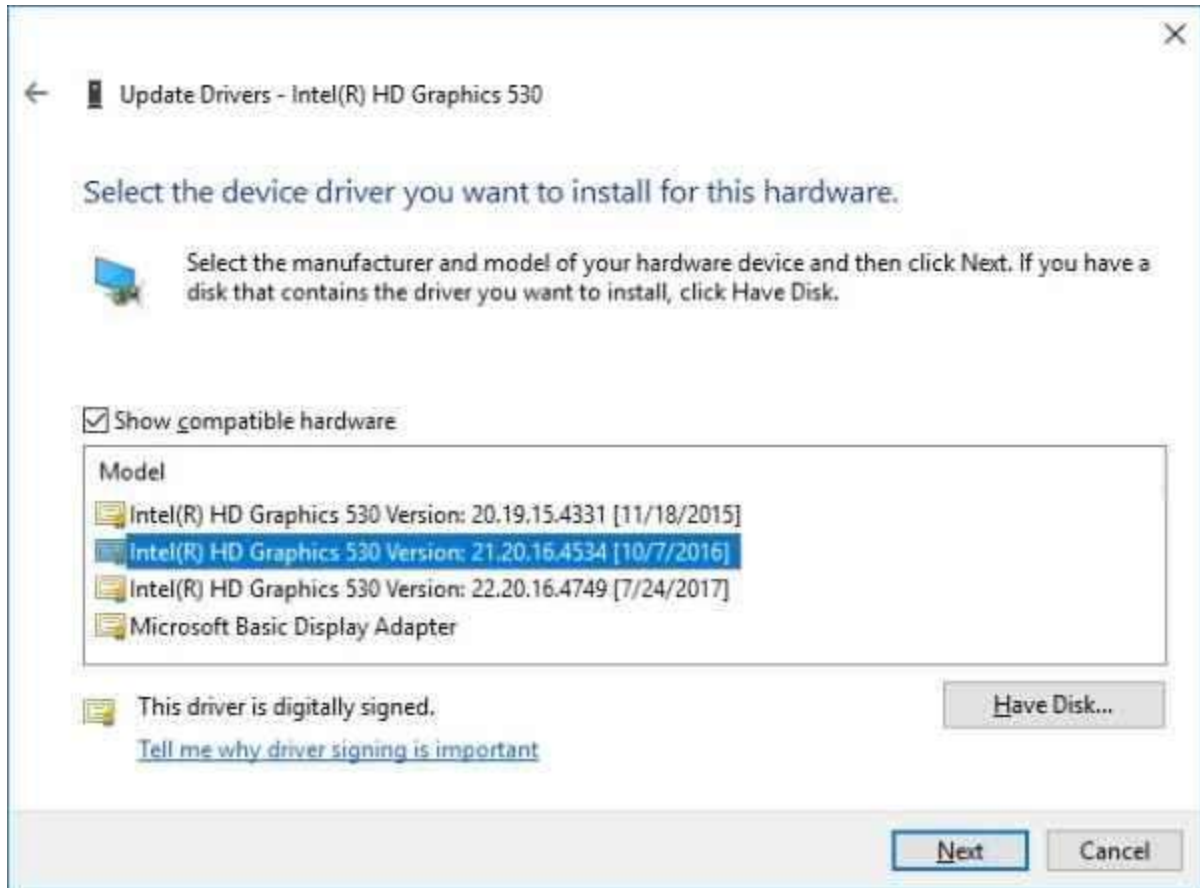 Update Drivers - Intel(R) HD Graphics 530
Select the device driver you want to install for this hardware.
Select the manufacturer and model of your hardware device and then click Next. If you have a
disk that contains the driver you want to install, click Have Disk.
Show compatible hardware
Model
Intel(R) HD Graphics 530 Version: 20.19.15.4331 [11/18/2015]
Intel(R) HD Graphics 530 Version: 21.20.16.4534 [10/7/2016]
Intel(R) HD Graphics 530 Version: 22.20.16.4749 [7/24/2017]
Microsoft Basic Display Adapter
This driver is digitally signed.
Have Disk...
Tell me why driver signing is important
Next
Cancel